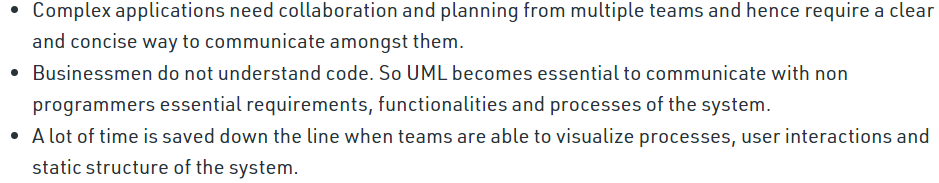 • Complex applications need collaboration and planning from multiple teams and hence require a clear
and concise way to communicate amongst them.
• Businessmen do not understand code. So UML becomes essential to communicate with non
programmers essential requirements, functionalities and processes of the system.
• A lot of time is saved down the line when teams are able to visualize processes, user interactions and
static structure of the system.